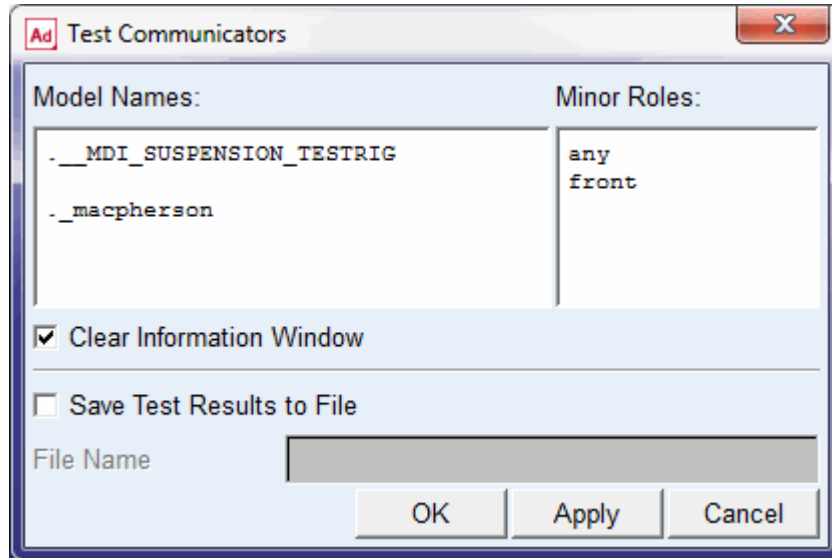 Ad Test Communicators
Model Names: Minor Roles:
.__MDI_SUSPENSION_TESTRIG any
front
._macpherson
Clear Information Window
Save Test Results to File
File Name
OK Apply Cancel